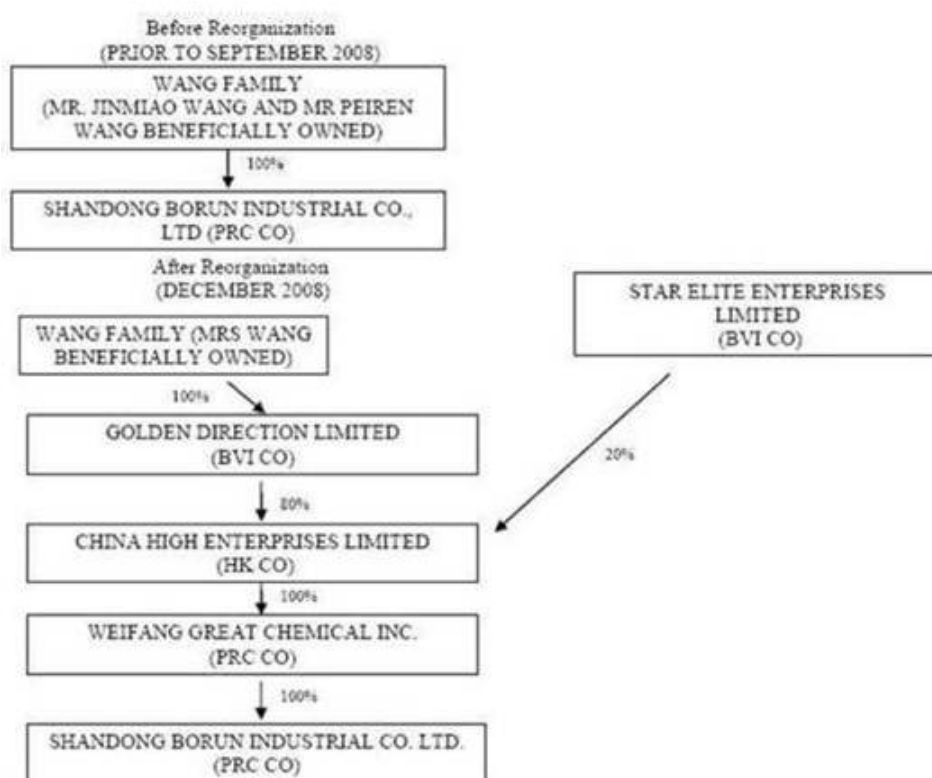 Before Reorganization
(PRIOR TO SEPTEMBER 2008)
WANG FAMILY
(MR. JINMIAO WANG AND MR PEIREN
WANG BENEFICIALLY OWNED)
100%
SHANDONG BORUN INDUSTRIAL CO.,
LTD (PRC CO)
After Reorganization
(DECEMBER 2008)
STAR ELITE ENTERPRISES
LIMITED
(BVI CO)
WANG FAMILY (MRS WANG
BENEFICIALLY OWNED)
100%
GOLDEN DIRECTION LIMITED
(BVI CO)
20%
80%
CHINA HIGH ENTERPRISES LIMITED
(HK CO)
100%
WEIFANG GREAT CHEMICAL INC.
(PRC CO)
100%
SHANDONG BORUN INDUSTRIAL CO. LTD.
(PRC CO)